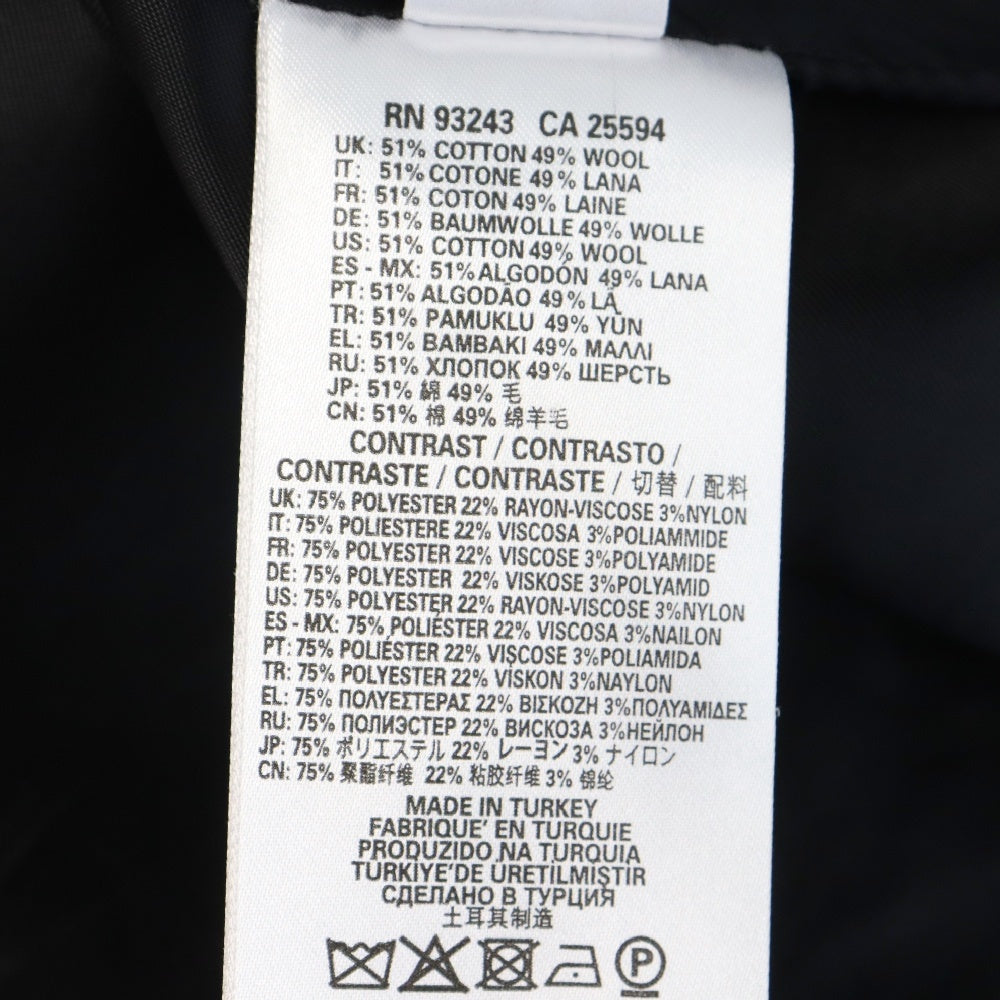 RN 93243 CA 25594
UK: 51% COTTON 49% WOOL
IT: 51% COTONE 49% LANA
FR: 51% COTON 49% LAINE
DE: 51% BAUMWOLLE 49% WOLLE
US: 51% COTTON 49% WOOL
ES - MX: 51% ALGODÓN 49% LANA
PT: 51% ALGODÃO 49% LÃ
TR: 51% PAMUKLU 49% YÜN
EL: 51% ΒΑΜΒΑΚΙ 49% ΜΑΛΛΙ
RU: 51% ХЛОПОК 49% ШЕРСТЬ
JP: 51% 綿 49% 毛
CN: 51% 棉 49% 绵羊毛
CONTRAST / CONTRASTO /
CONTRASTE / CONTRASTE / 切替 / 配料
UK: 75% POLYESTER 22% RAYON-VISCOSE 3%NYLON
IT: 75% POLIESTERE 22% VISCOSA 3%POLIAMMIDE
FR: 75% POLYESTER 22% VISCOSE 3%POLYAMIDE
DE: 75% POLYESTER 22% VISKOSE 3%POLYAMID
US: 75% POLYESTER 22% RAYON-VISCOSE 3%NYLON
ES - MX: 75% POLIÉSTER 22% VISCOSA 3%NAILON
PT: 75% POLIÉSTER 22% VISCOSE 3%POLIAMIDA
TR: 75% POLYESTER 22% VISKON 3%NAYLON
EL: 75% ΠΟΛΥΕΣΤΕΡΑΣ 22% ΒΙΣΚΟΖΗ 3%ΠΟΛΥΑΜΙΔΕΣ
RU: 75% ПОЛИЭСТЕР 22% ВИСКОЗА 3%НЕЙЛОН
JP: 75% ポリエステル 22% レーヨン 3% ナイロン
CN: 75% 聚酯纤维 22% 粘胶纤维 3% 锦纶
MADE IN TURKEY
FABRIQUE' EN TURQUIE
PRODUZIDO NA TURQUIA
TÜRKIYE'DE ÜRETILMIŞTIR
СДЕЛАНО В ТУРЦИЯ
土耳其制造
P